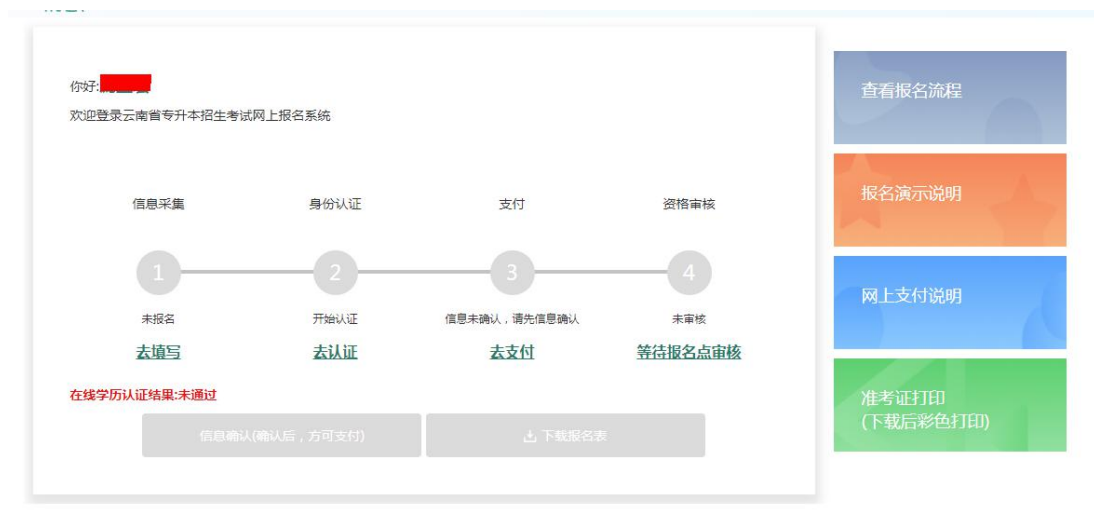 你好:
欢迎登录云南省专升本招生考试网上报名系统
信息采集
身份认证
支付
资格审核
1
2
3
4
未报名
开始认证
信息未确认，请先信息确认
未审核
去填写
去认证
去支付
等待报名点审核
在线学历认证结果:未通过
信息确认(确认后，方可支付)
下载报名表
查看报名流程
报名演示说明
网上支付说明
准考证打印
(下载后彩色打印)